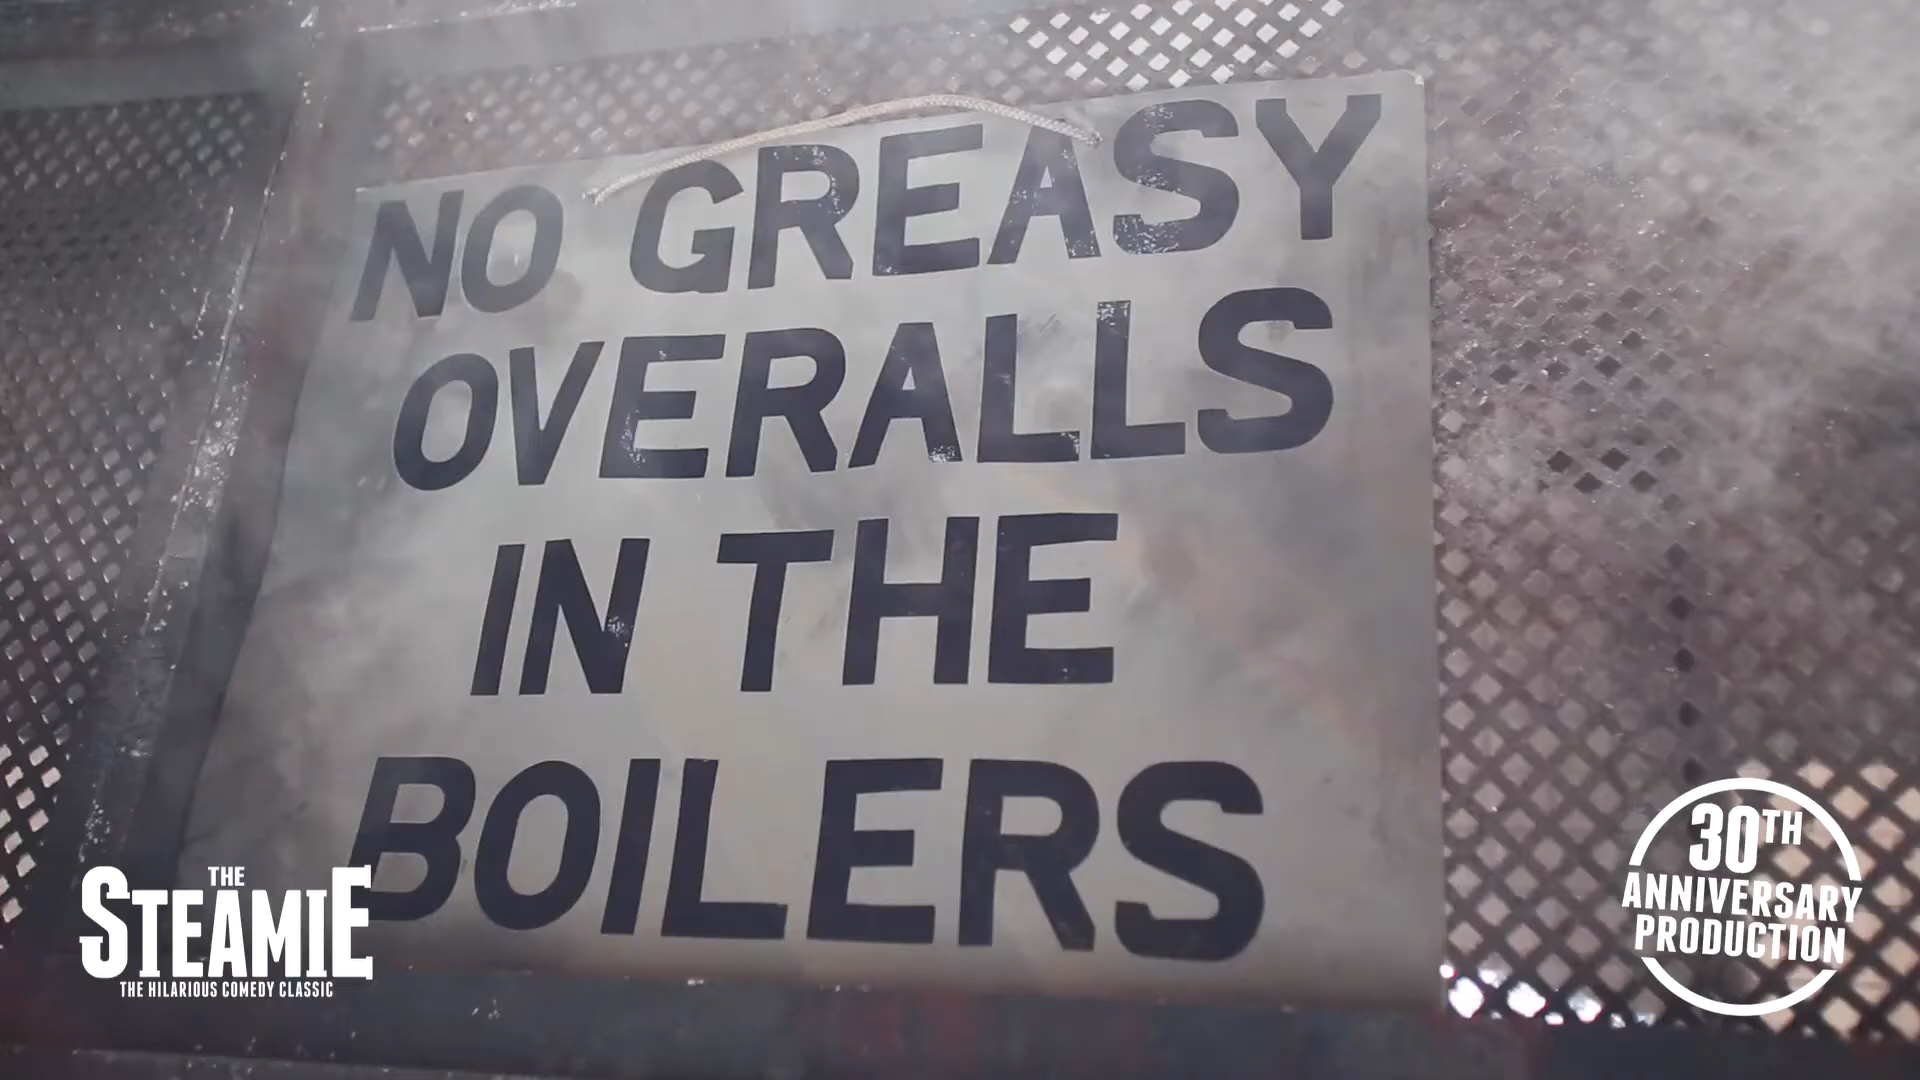 NO GREASY
OVERALLS
IN THE
BOILERS
THE
STEAMIE
THE HILARIOUS COMEDY CLASSIC
30TH
ANNIVERSARY
PRODUCTION